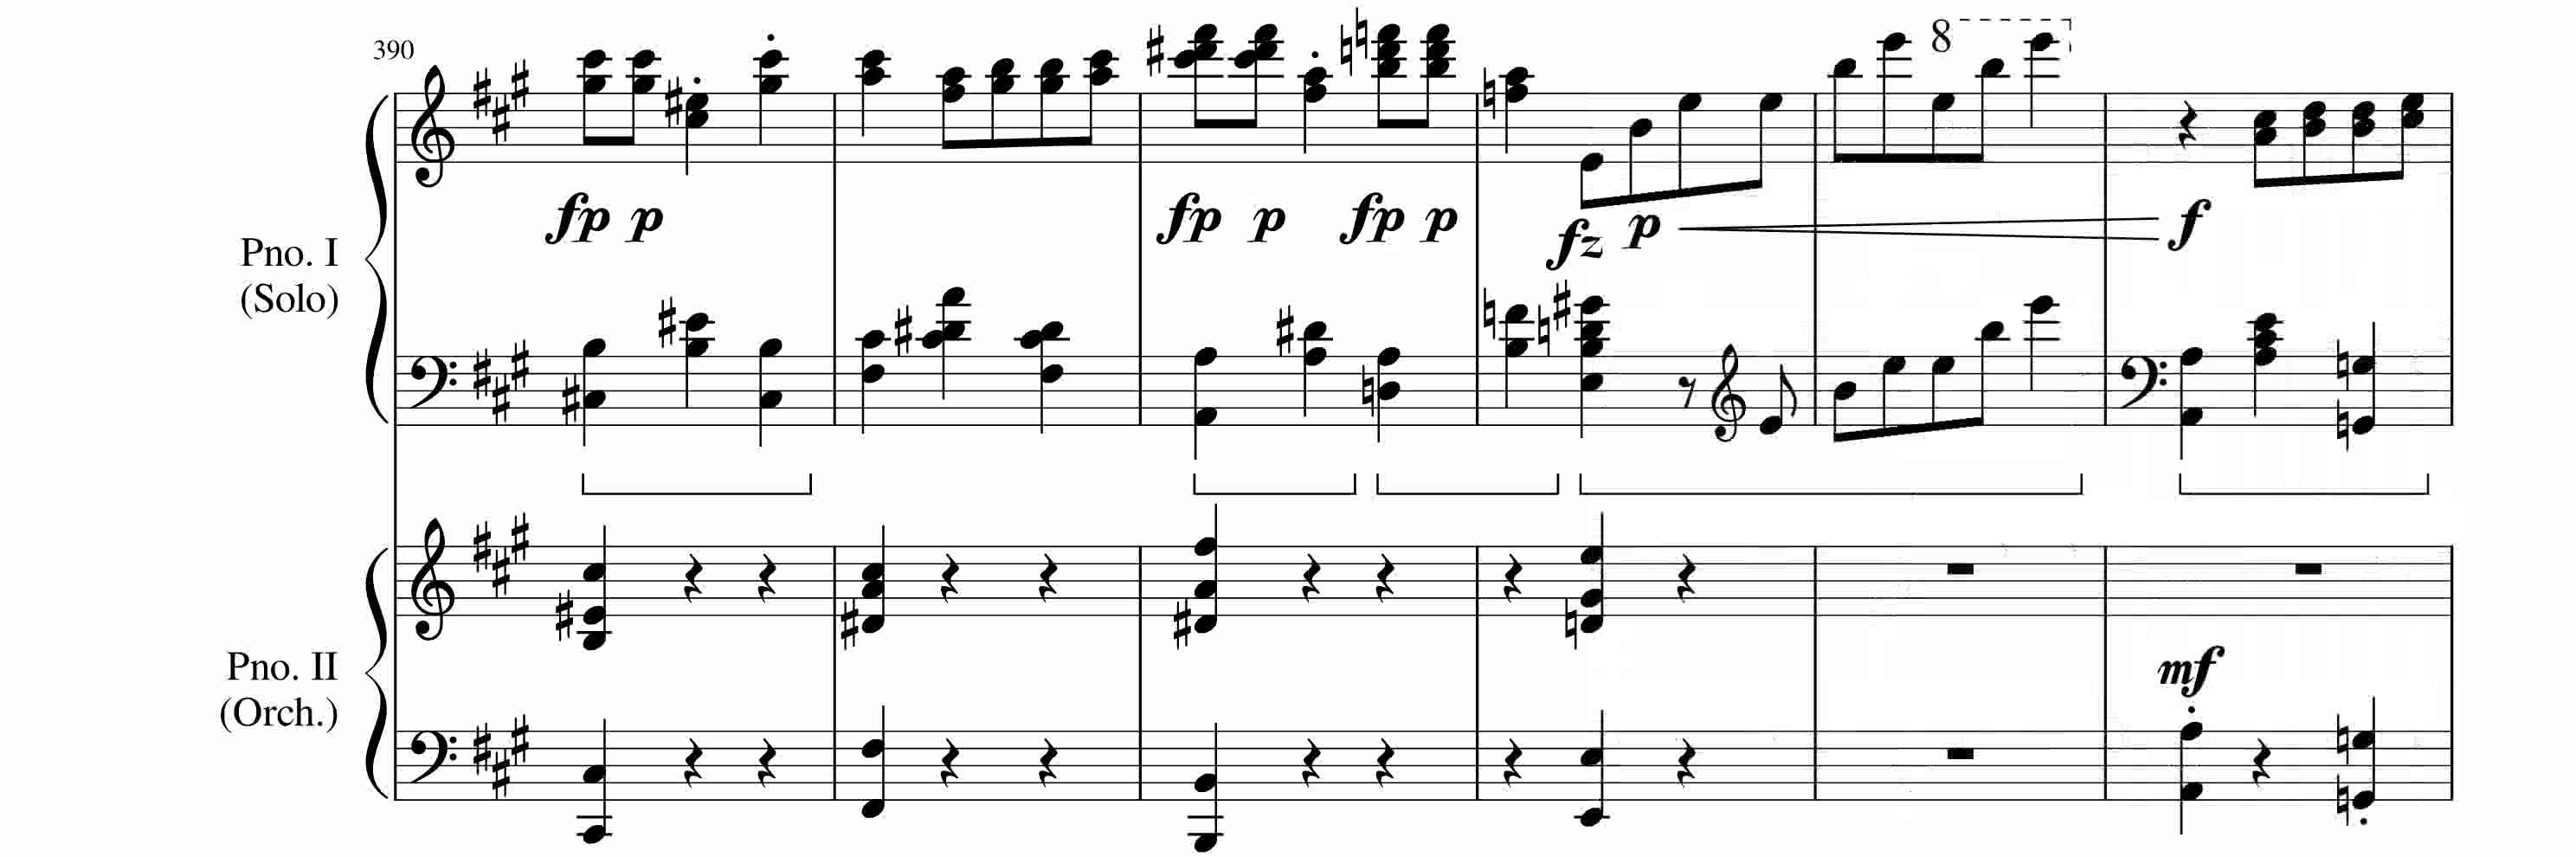 390
8
fp p fp p fp p fz p f
Pno. I
(Solo)
Pno. II
(Orch.)
mf